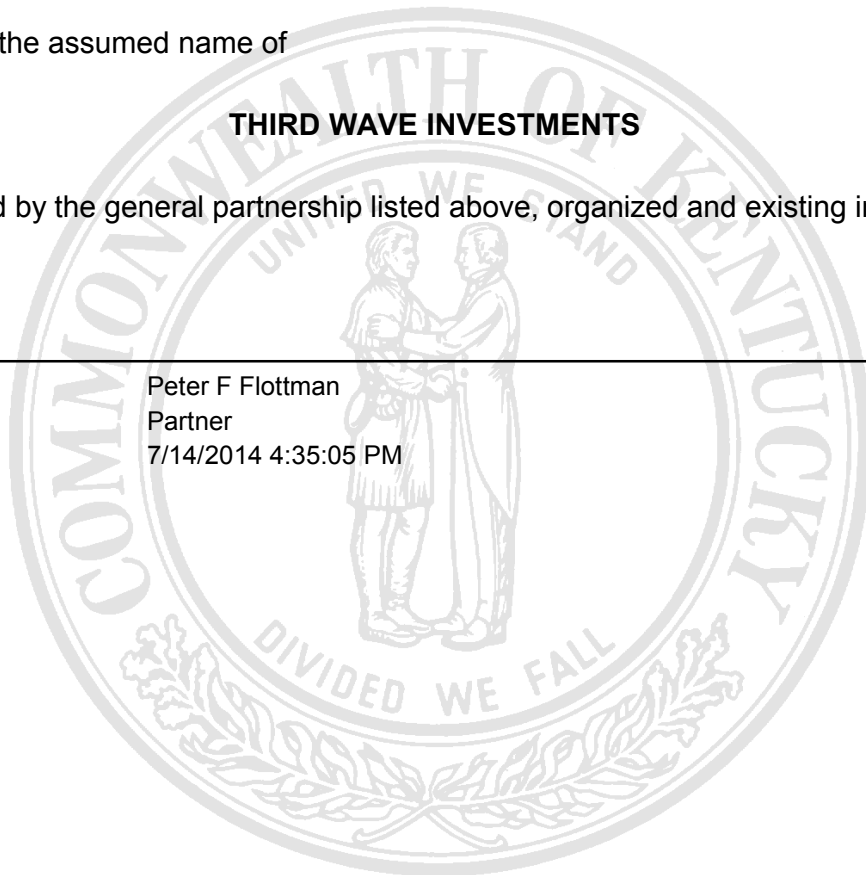 the assumed name of
THIRD WAVE INVESTMENTS
by the general partnership listed above, organized and existing
Peter F Flottman
Partner
7/14/2014 4:35:05 PM
COMMONWEALTH OF KENTUCKY
UNITED WE STAND
DIVIDED WE FALL